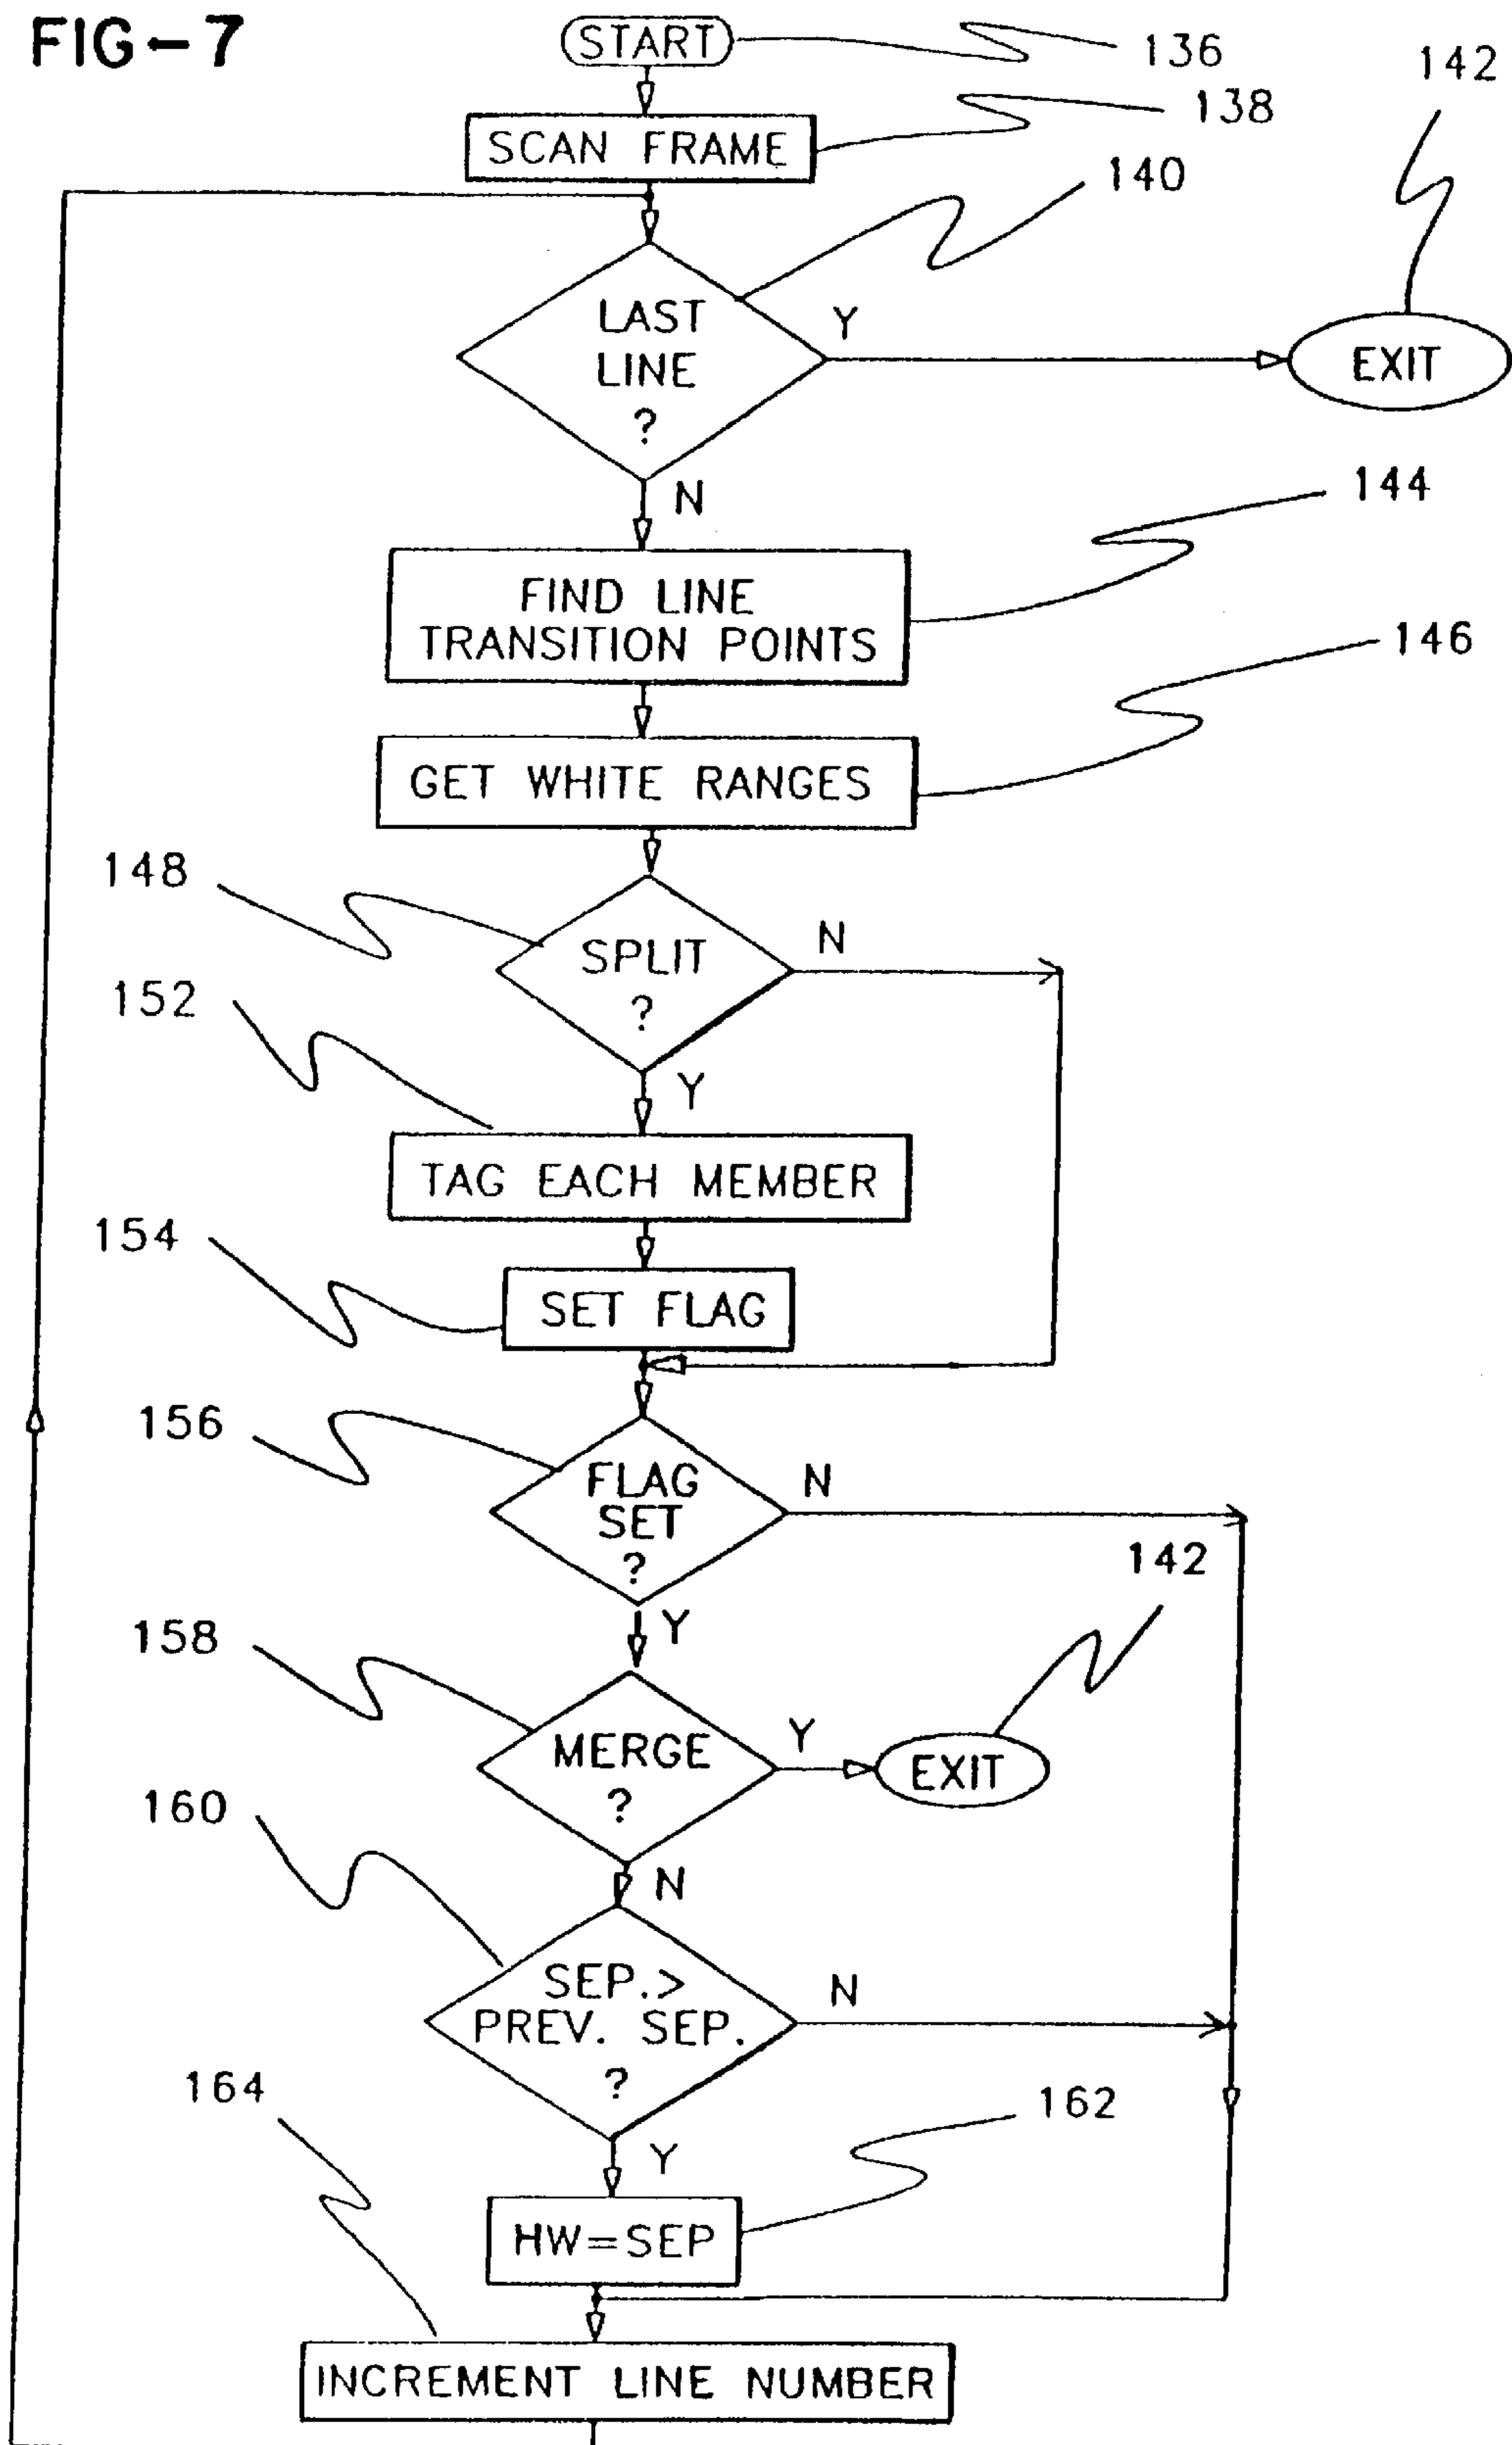 FIG-7
START
136
142
138
SCAN FRAME
140
LAST
LINE
?
Y
EXIT
N
144
FIND LINE
TRANSITION POINTS
146
GET WHITE RANGES
148
SPLIT
?
N
152
Y
TAG EACH MEMBER
154
SET FLAG
156
FLAG
SET
?
N
142
Y
158
MERGE
?
Y
EXIT
160
N
SEP.>
PREV. SEP.
?
N
164
162
Y
HW=SEP
INCREMENT LINE NUMBER